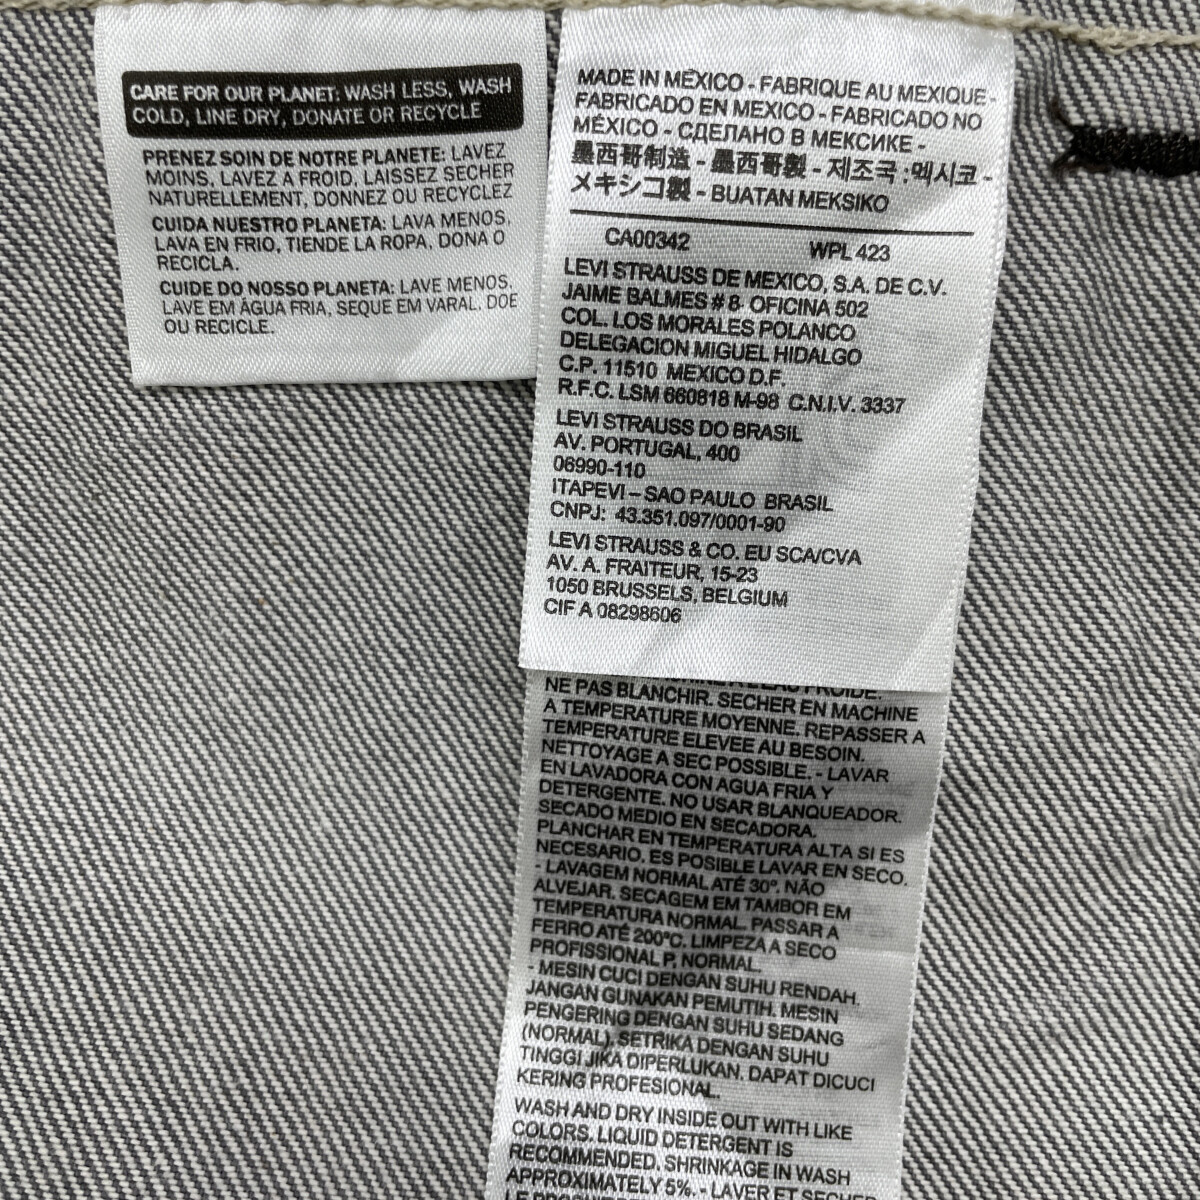 CARE FOR OUR PLANET: WASH LESS, WASH
COLD, LINE DRY, DONATE OR RECYCLE
PRENEZ SOIN DE NOTRE PLANETE: LAVEZ
MOINS, LAVEZ A FROID, LAISSEZ SECHER
NATURELLEMENT, DONNEZ OU RECYCLEZ
CUIDA NUESTRO PLANETA: LAVA MENOS,
LAVA EN FRIO, TIENDE LA ROPA, DONA O
RECICLA.
CUIDE DO NOSSO PLANETA: LAVE MENOS,
LAVE EM ÁGUA FRIA, SEQUE EM VARAL, DOE
OU RECICLE.
MADE IN MEXICO - FABRIQUE AU MEXIQUE -
FABRICADO EN MEXICO - FABRICADO NO
MÉXICO - СДЕЛАНО В МЕКСИКЕ -
墨西哥制造 - 墨西哥製 - 제조국 :멕시코 -
メキシコ製 - BUATAN MEKSIKO
CA00342 WPL 423
LEVI STRAUSS DE MEXICO, S.A. DE C.V.
JAIME BALMES # 8 OFICINA 502
COL. LOS MORALES POLANCO
DELEGACION MIGUEL HIDALGO
C.P. 11510 MEXICO D.F.
R.F.C. LSM 660818 M-98 C.N.I.V. 3337
LEVI STRAUSS DO BRASIL
AV. PORTUGAL, 400
06990-110
ITAPEVI – SAO PAULO BRASIL
CNPJ: 43.351.097/0001-90
LEVI STRAUSS & CO. EU SCA/CVA
AV. A. FRAITEUR, 15-23
1050 BRUSSELS, BELGIUM
CIF A 08298606
A L'EAU FROIDE.
NE PAS BLANCHIR. SECHER EN MACHINE
A TEMPERATURE MOYENNE. REPASSER A
TEMPERATURE ELEVEE AU BESOIN.
NETTOYAGE A SEC POSSIBLE. - LAVAR
EN LAVADORA CON AGUA FRIA Y
DETERGENTE. NO USAR BLANQUEADOR.
SECADO MEDIO EN SECADORA.
PLANCHAR EN TEMPERATURA ALTA SI ES
NECESARIO. ES POSIBLE LAVAR EN SECO.
- LAVAGEM NORMAL ATÉ 30°. NÃO
ALVEJAR. SECAGEM EM TAMBOR EM
TEMPERATURA NORMAL. PASSAR A
FERRO ATÉ 200°C. LIMPEZA A SECO
PROFISSIONAL P, NORMAL.
- MESIN CUCI DENGAN SUHU RENDAH.
JANGAN GUNAKAN PEMUTIH. MESIN
PENGERING DENGAN SUHU SEDANG
(NORMAL). SETRIKA DENGAN SUHU
TINGGI JIKA DIPERLUKAN. DAPAT DICUCI
KERING PROFESIONAL.
WASH AND DRY INSIDE OUT WITH LIKE
COLORS. LIQUID DETERGENT IS
RECOMMENDED. SHRINKAGE IN WASH
APPROXIMATELY 5%. - LAVER ET SECHER